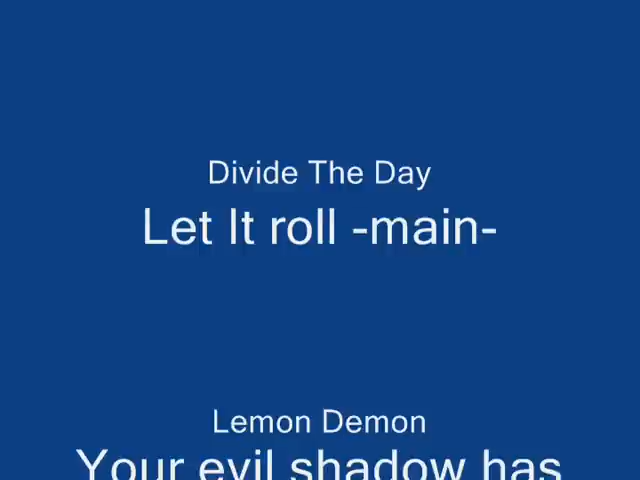 Divide The Day
Let It roll -main-
Lemon Demon
Your evil shadow has